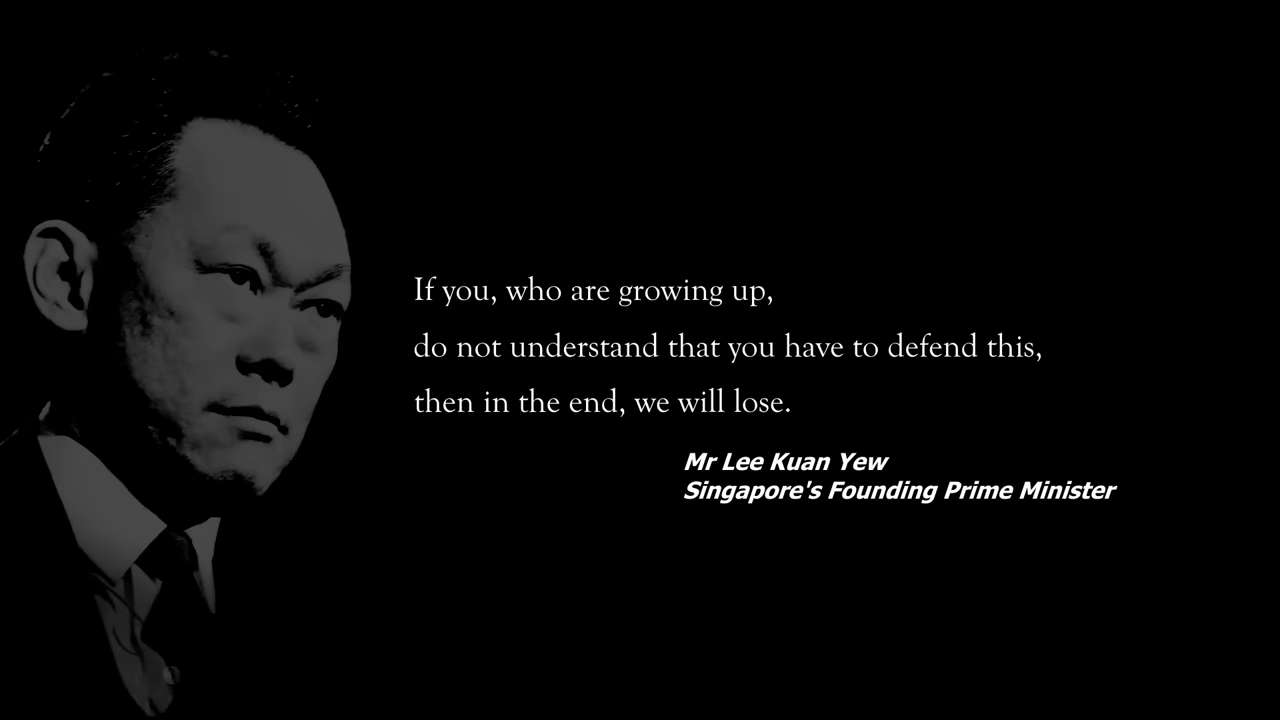 If you, who are growing up,
do not understand that you have to defend this,
then in the end, we will lose.
Mr Lee Kuan Yew
Singapore's Founding Prime Minister